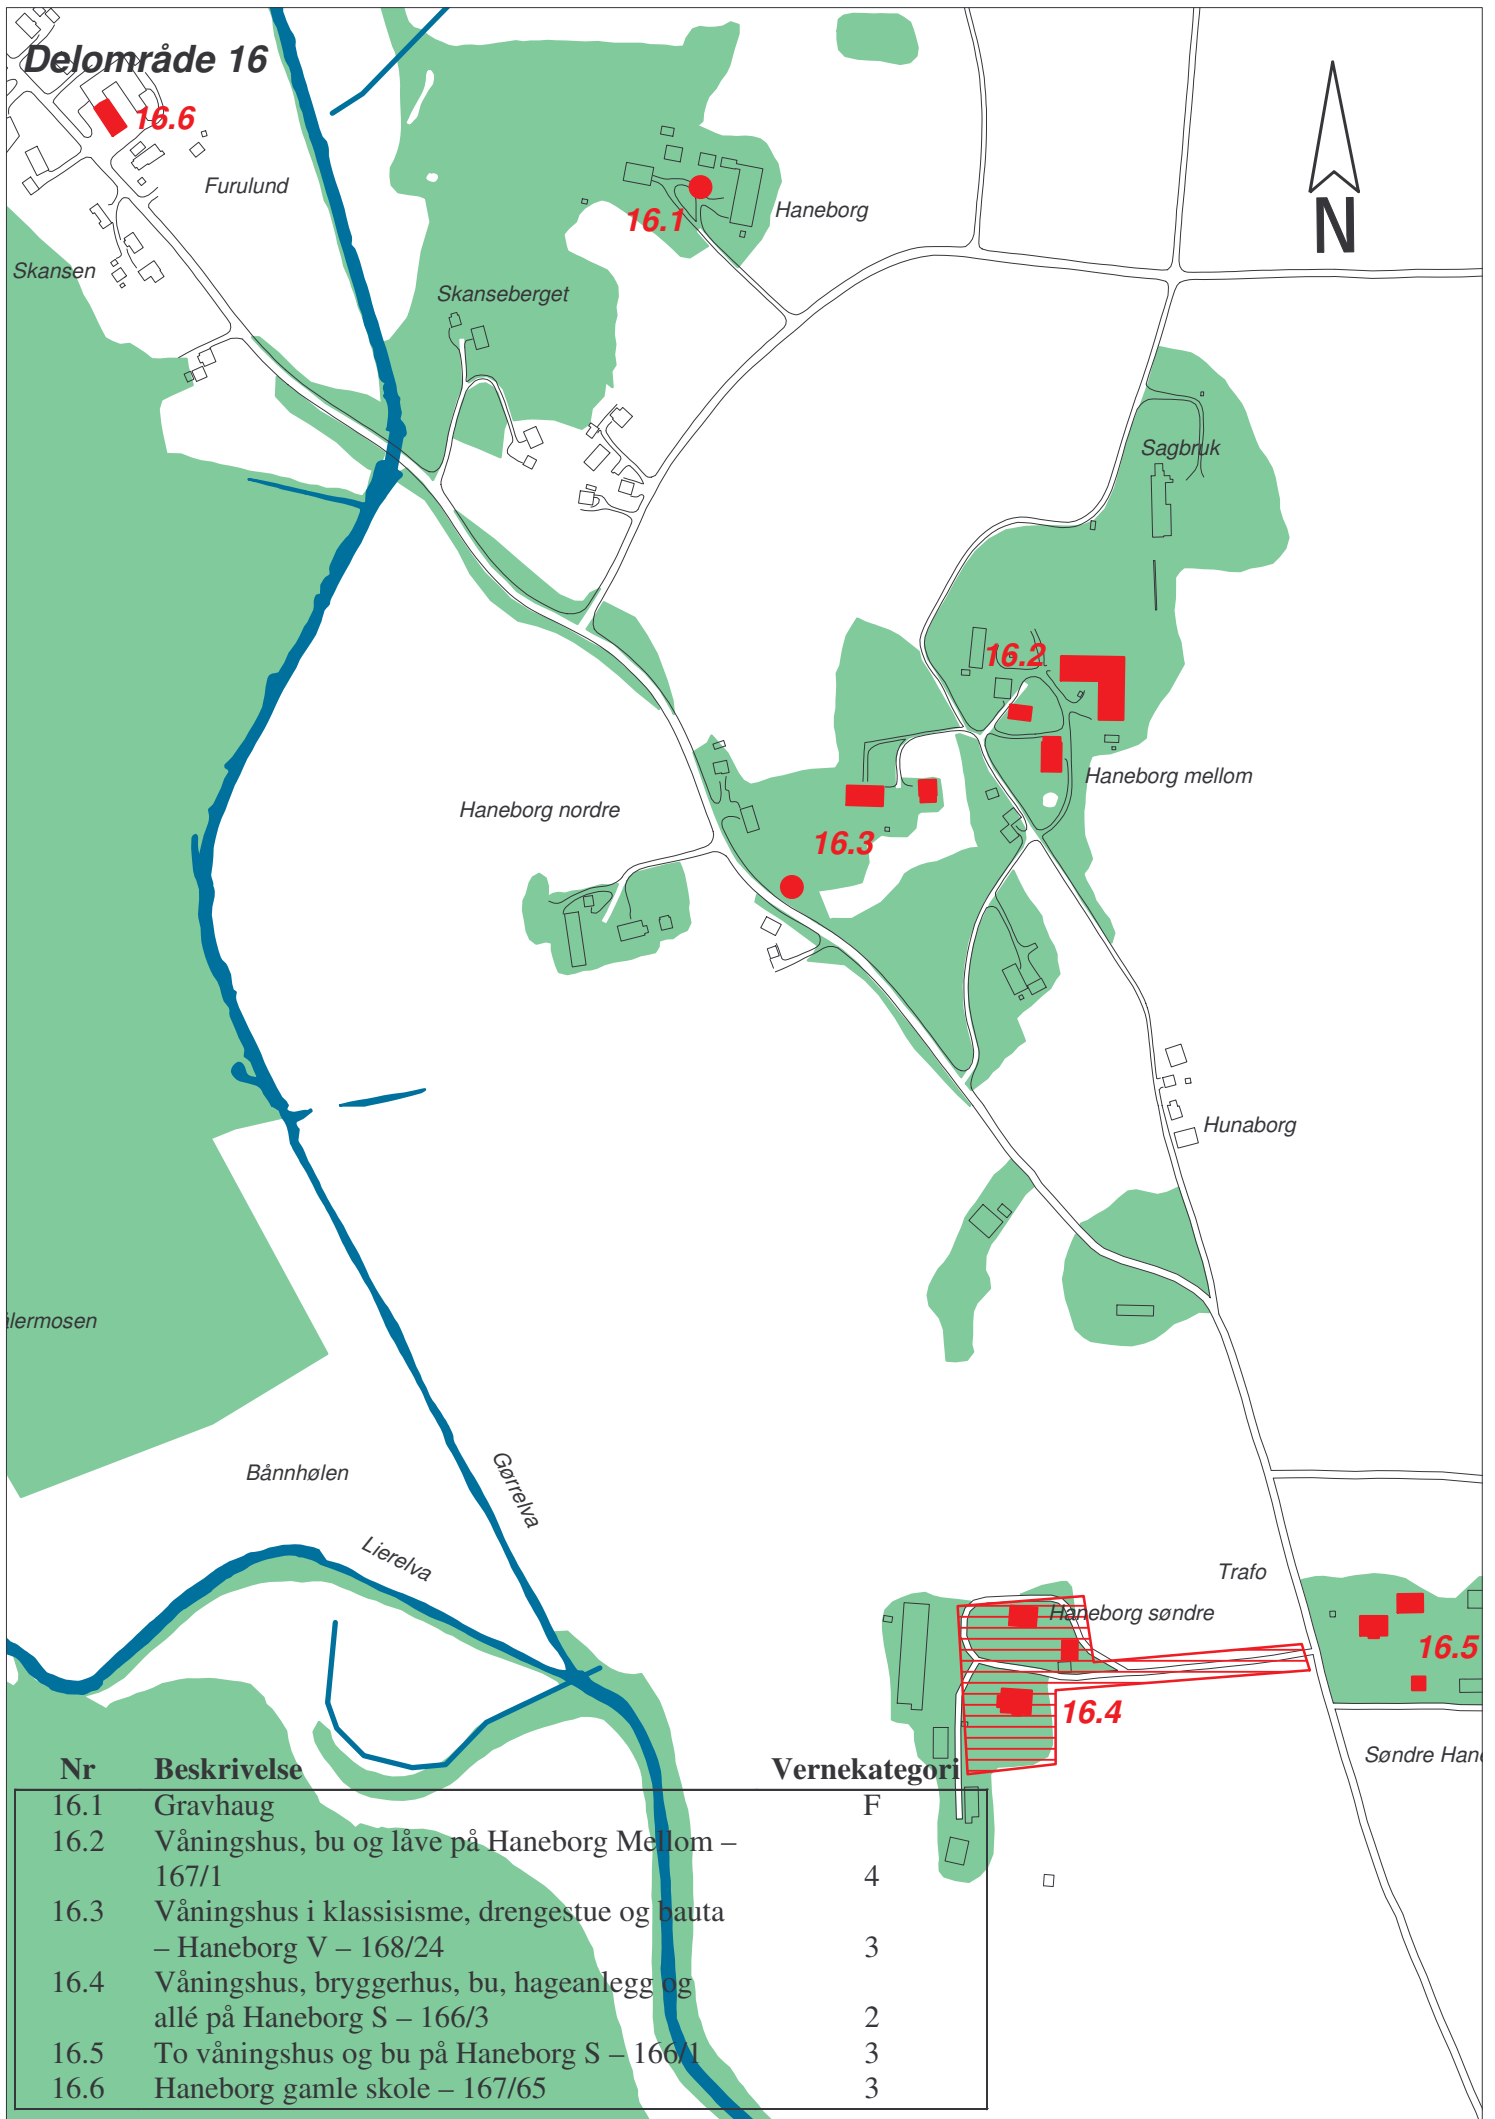 Delområde 16
16.6
Furulund
16.1
Haneborg
N
Skansen
Skanseberget
Sagbruk
16.2
Haneborg mellom
Haneborg nordre
16.3
Hunaborg
ilermosen
Bånnhølen
Gørrelva
Lierelva
Trafo
Haneborg søndre
16.5
16.4
Søndre Han
Nr Beskrivelse Vernekategori
16.1 Gravhaug F
16.2 Våningshus, bu og låve på Haneborg Mellom –
167/1 4
16.3 Våningshus i klassisisme, drengestue og bauta
– Haneborg V – 168/24 3
16.4 Våningshus, bryggerhus, bu, hageanlegg og
allé på Haneborg S – 166/3 2
16.5 To våningshus og bu på Haneborg S – 166/1 3
16.6 Haneborg gamle skole – 167/65 3